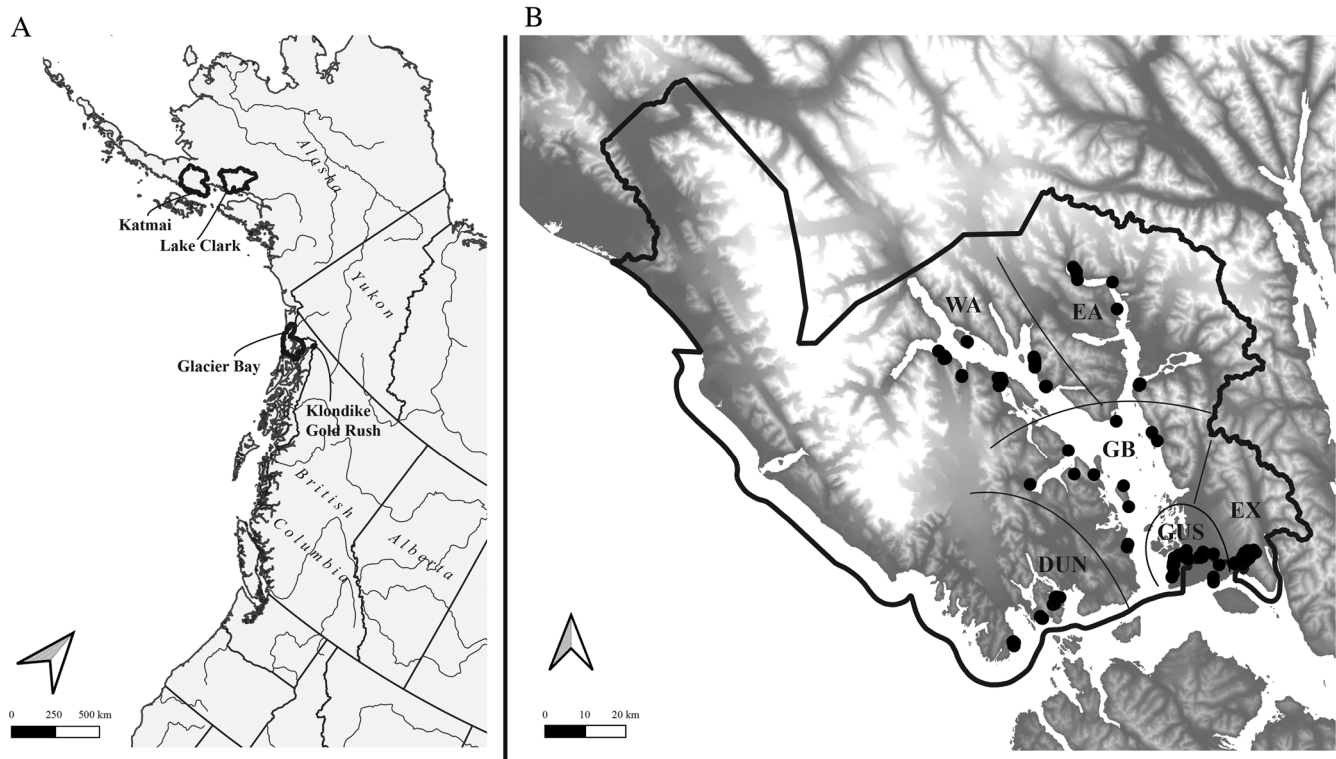 A
Alaska
Katmai
Lake Clark
Yukon
Glacier Bay
Klondike
Gold Rush
British
Columbia
Alberta
0 250 500 km
B
WA
EA
GB
EX
GUS
DUN
0 10 20 km